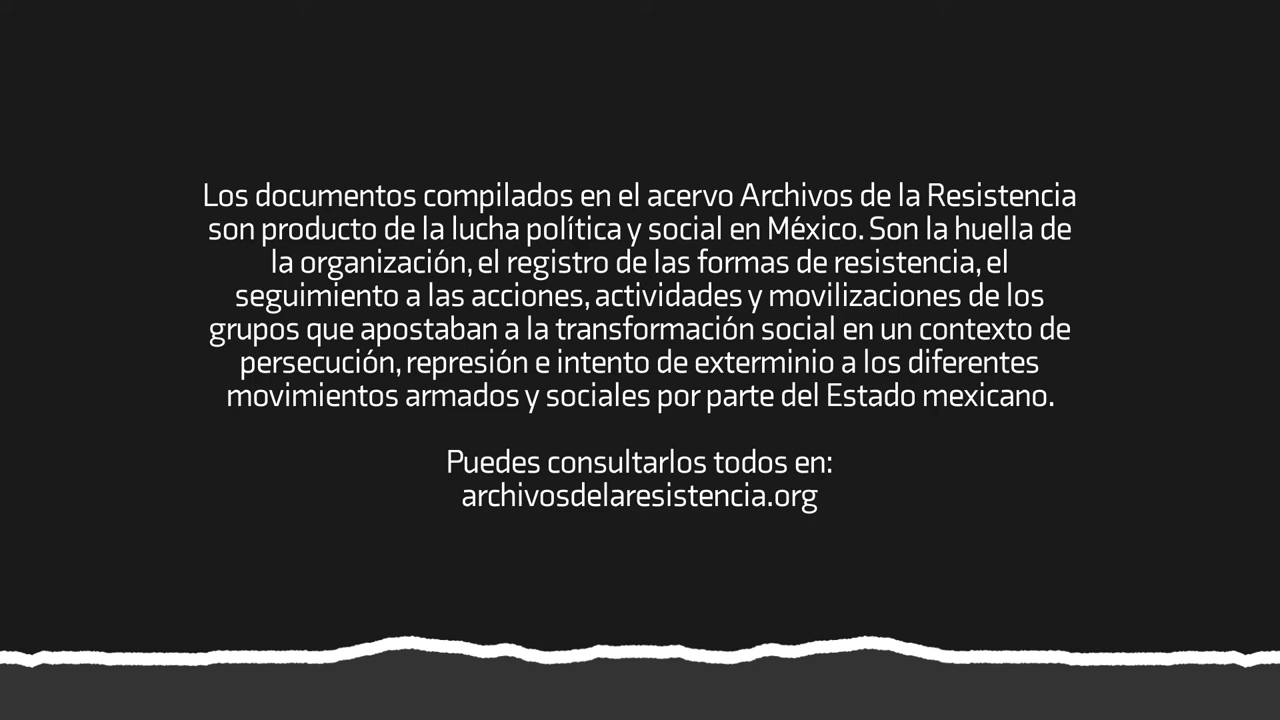 Los documentos compilados en el acervo Archivos de la Resistencia
son producto de la lucha política y social en México. Son la huella de
la organización, el registro de las formas de resistencia, el
seguimiento a las acciones, actividades y movilizaciones de los
grupos que apostaban a la transformación social en un contexto de
persecución, represión e intento de exterminio a los diferentes
movimientos armados y sociales por parte del Estado mexicano.
Puedes consultarlos todos en:
archivosdelaresistencia.org